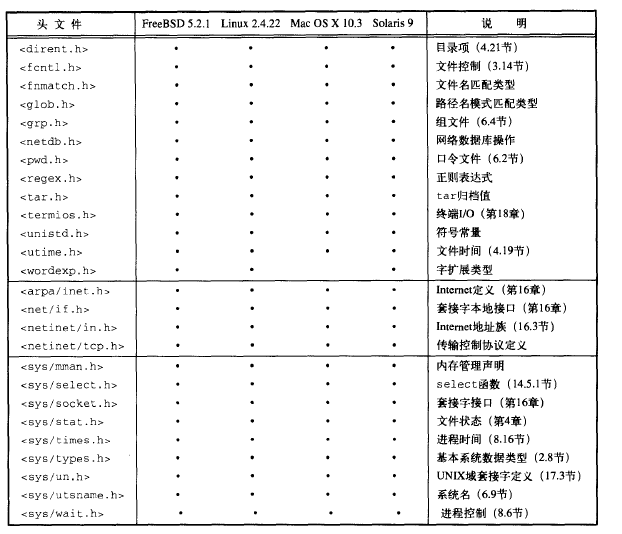 头 文 件 FreeBSD 5.2.1 Linux 2.4.22 Mac OS X 10.3 Solaris 9 说 明
<dirent.h> • • • • 目录项（4.21节）
<fcntl.h> • • • • 文件控制（3.14节）
<fnmatch.h> • • • • 文件名匹配类型
<glob.h> • • • • 路径名模式匹配类型
<grp.h> • • • • 组文件（6.4节）
<netdb.h> • • • • 网络数据库操作
<pwd.h> • • • • 口令文件（6.2节）
<regex.h> • • • • 正则表达式
<tar.h> • • • • tar归档值
<termios.h> • • • • 终端I/O（第18章）
<unistd.h> • • • • 符号常量
<utime.h> • • • • 文件时间（4.19节）
<wordexp.h> • • • 字扩展类型
<arpa/inet.h> • • • • Internet定义（第16章）
<net/if.h> • • • • 套接字本地接口（第16章）
<netinet/in.h> • • • • Internet地址族（16.3节）
<netinet/tcp.h> • • • • 传输控制协议定义
<sys/mman.h> • • • • 内存管理声明
<sys/select.h> • • • • select函数（14.5.1节）
<sys/socket.h> • • • • 套接字接口（第16章）
<sys/stat.h> • • • • 文件状态（第4章）
<sys/times.h> • • • • 进程时间（8.16节）
<sys/types.h> • • • • 基本系统数据类型（2.8节）
<sys/un.h> • • • • UNIX域套接字定义（17.3节）
<sys/utsname.h> • • • • 系统名（6.9节）
<sys/wait.h> • • • • 进程控制（8.6节）